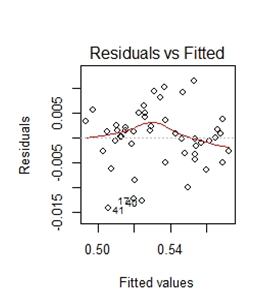 Residuals vs Fitted
Residuals
0.005
-0.005
-0.015
41
0.50
0.54
Fitted values